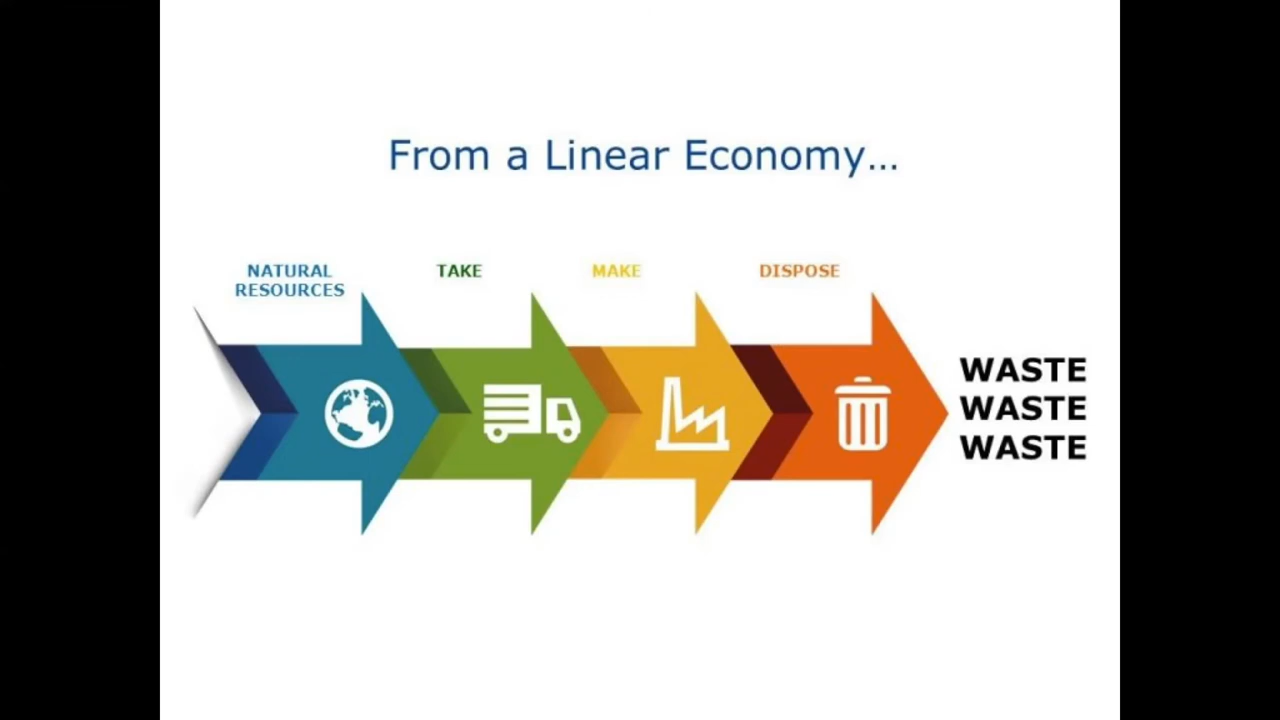 From a Linear Economy...
NATURAL
RESOURCES
TAKE
MAKE
DISPOSE
WASTE
WASTE
WASTE